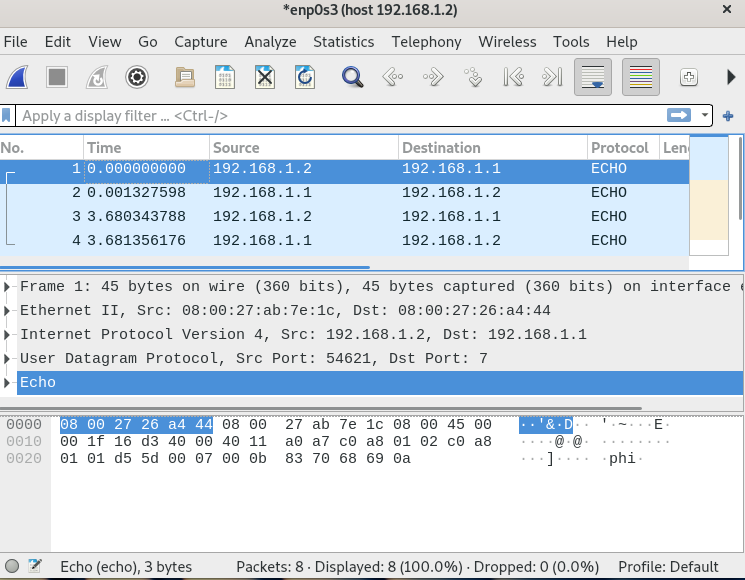 *enp0s3 (host 192.168.1.2)
File Edit View Go Capture Analyze Statistics Telephony Wireless Tools Help
Apply a display filter ... <Ctrl-/>
No. Time Source Destination Protocol Len
1 0.000000000 192.168.1.2 192.168.1.1 ECHO
2 0.001327598 192.168.1.1 192.168.1.2 ECHO
3 3.680343788 192.168.1.2 192.168.1.1 ECHO
4 3.681356176 192.168.1.1 192.168.1.2 ECHO
Frame 1: 45 bytes on wire (360 bits), 45 bytes captured (360 bits) on interface e
Ethernet II, Src: 08:00:27:ab:7e:1c, Dst: 08:00:27:26:a4:44
Internet Protocol Version 4, Src: 192.168.1.2, Dst: 192.168.1.1
User Datagram Protocol, Src Port: 54621, Dst Port: 7
Echo
0000 08 00 27 26 a4 44 08 00 27 ab 7e 1c 08 00 45 00 ··'&·D·· '·~···E·
0010 00 1f 16 d3 40 00 40 11 a0 a7 c0 a8 01 02 c0 a8 ····@·@· ········
0020 01 01 d5 5d 00 07 00 0b 83 70 68 69 0a ···]···· ·phi·
Echo (echo), 3 bytes Packets: 8 · Displayed: 8 (100.0%) · Dropped: 0 (0.0%) Profile: Default